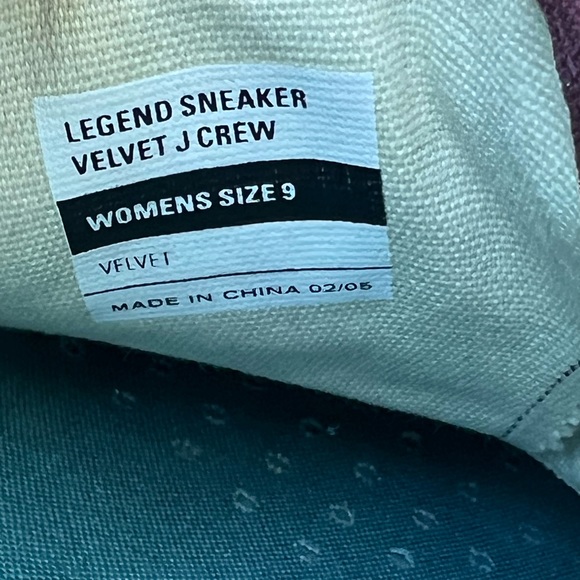 LEGEND SNEAKER
VELVET J CREW
WOMENS SIZE 9
VELVET
MADE IN CHINA 02/05